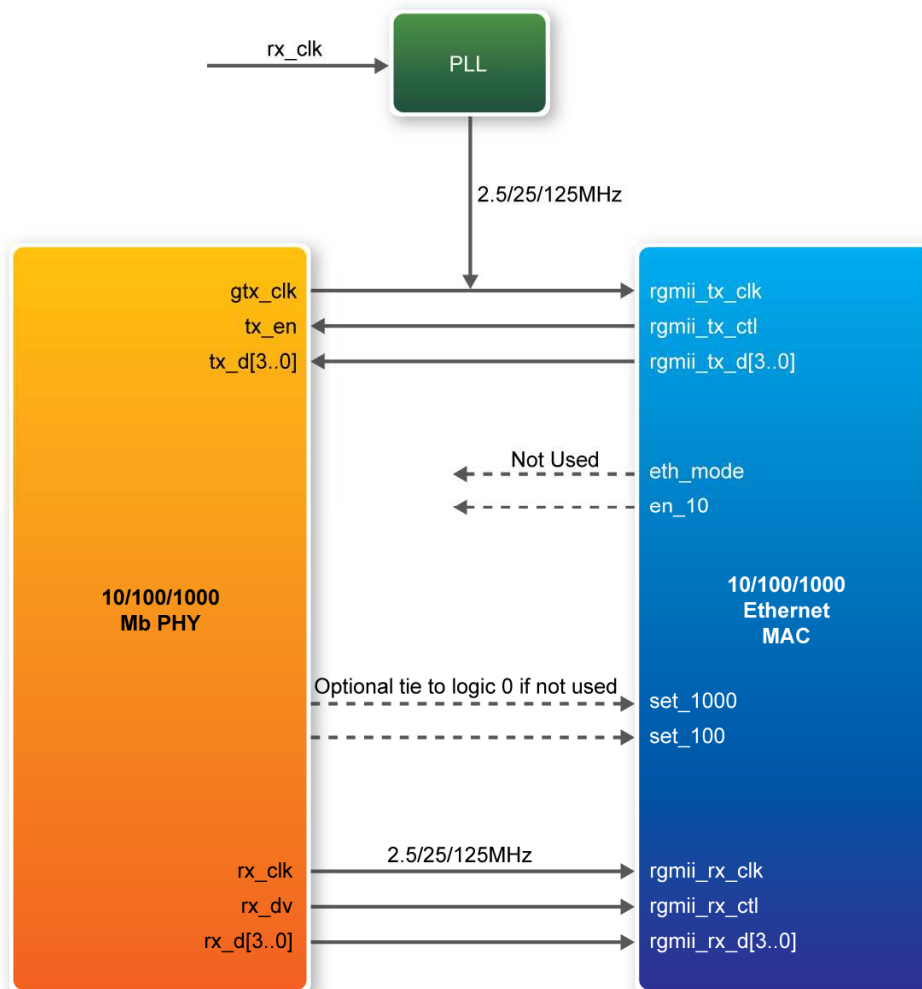 rx_clk
PLL
2.5/25/125MHz
gtx_clk
rgmii_tx_clk
tx_en
rgmii_tx_ctl
tx_d[3..0]
rgmii_tx_d[3..0]
Not Used
eth_mode
en_10
10/100/1000
Mb PHY
10/100/1000
Ethernet
MAC
Optional tie to logic 0 if not used
set_1000
set_100
rx_clk
2.5/25/125MHz
rgmii_rx_clk
rx_dv
rgmii_rx_ctl
rx_d[3..0]
rgmii_rx_d[3..0]